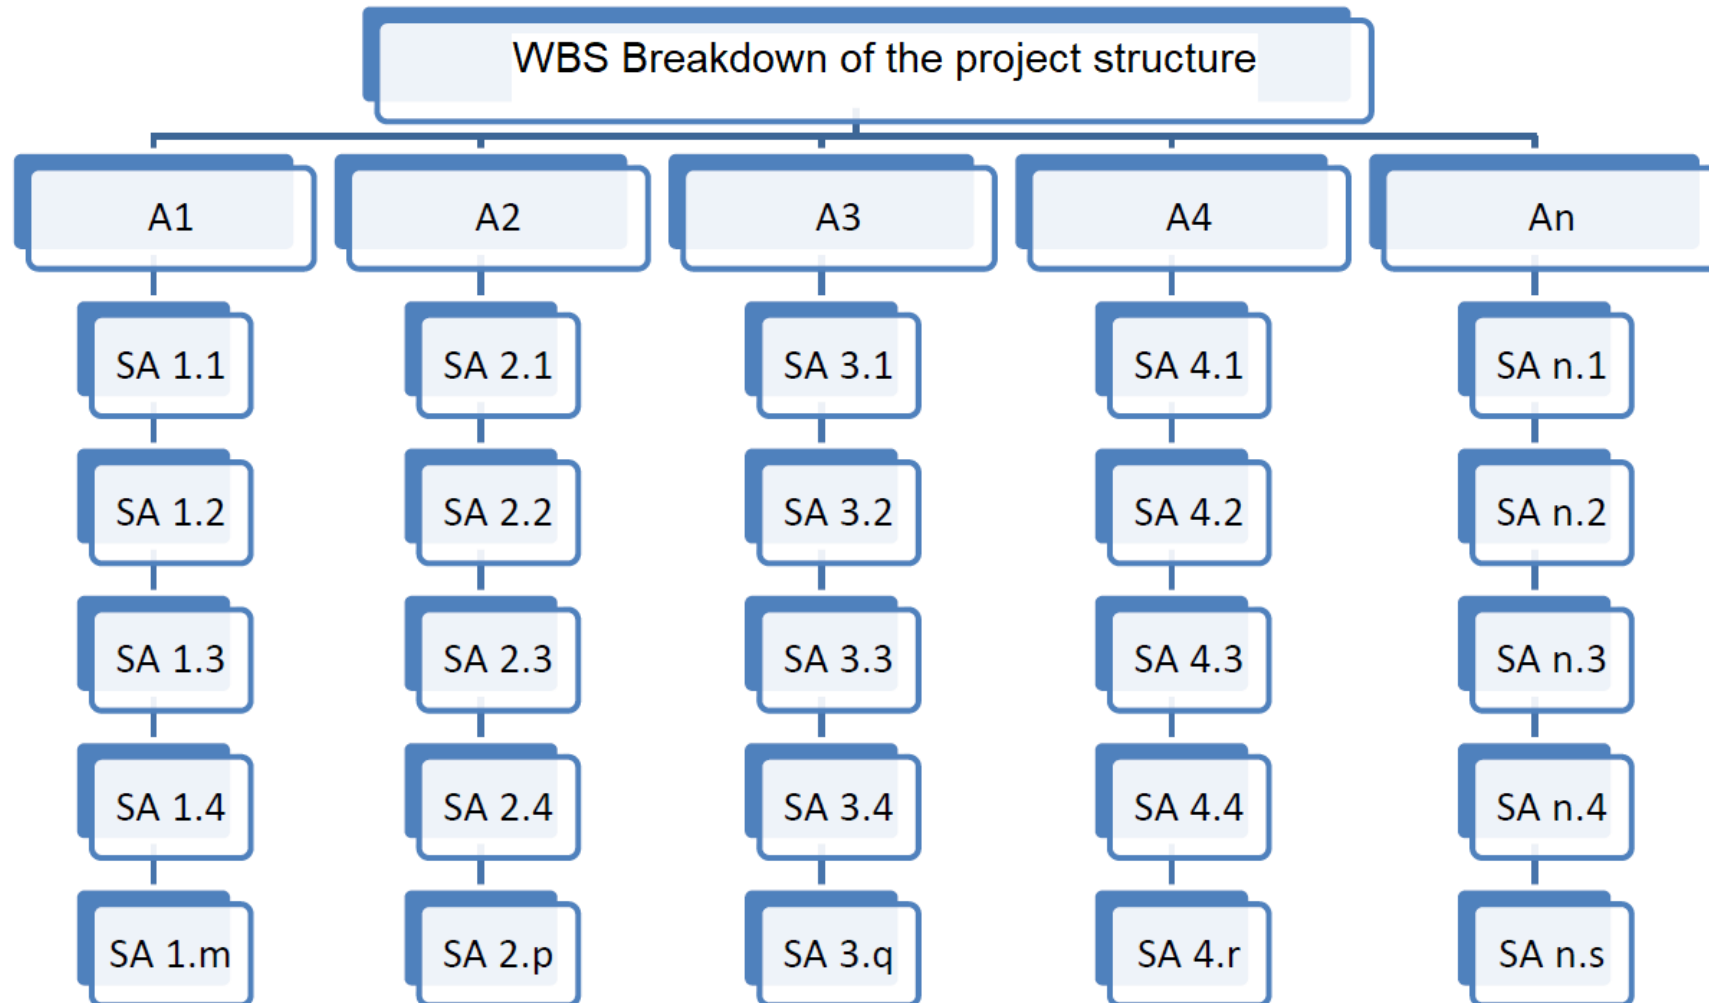 WBS Breakdown of the project structure
A1
A2
A3
A4
An
SA 1.1
SA 2.1
SA 3.1
SA 4.1
SA n.1
SA 1.2
SA 2.2
SA 3.2
SA 4.2
SA n.2
SA 1.3
SA 2.3
SA 3.3
SA 4.3
SA n.3
SA 1.4
SA 2.4
SA 3.4
SA 4.4
SA n.4
SA 1.m
SA 2.p
SA 3.q
SA 4.r
SA n.s